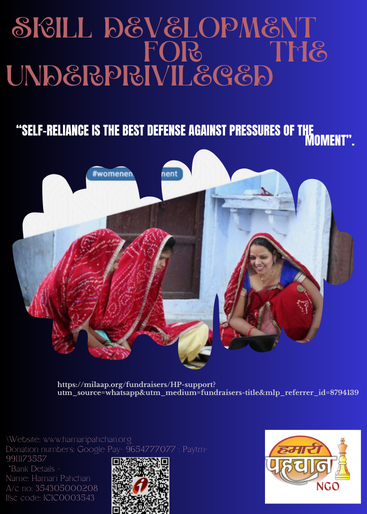 SKILL DEVELOPMENT
FOR THE
UNDERPRIVILEGED
“SELF-RELIANCE IS THE BEST DEFENSE AGAINST PRESSURES OF THE
MOMENT”.
#womenem ment
https://milaap.org/fundraisers/HP-support?
utm_source=whatsapp&utm_medium=fundraisers-title&mlp_referrer_id=8794139
Website: www.hamaripahchan.org
Donation numbers: Google Pay- 9654777077 : Paytm-
9911173557
*Bank Details -
Name: Hamari Pahchan
A/c no: 354305000208
Ifsc code: ICIC0003543
हमारी
पहचान
NGO